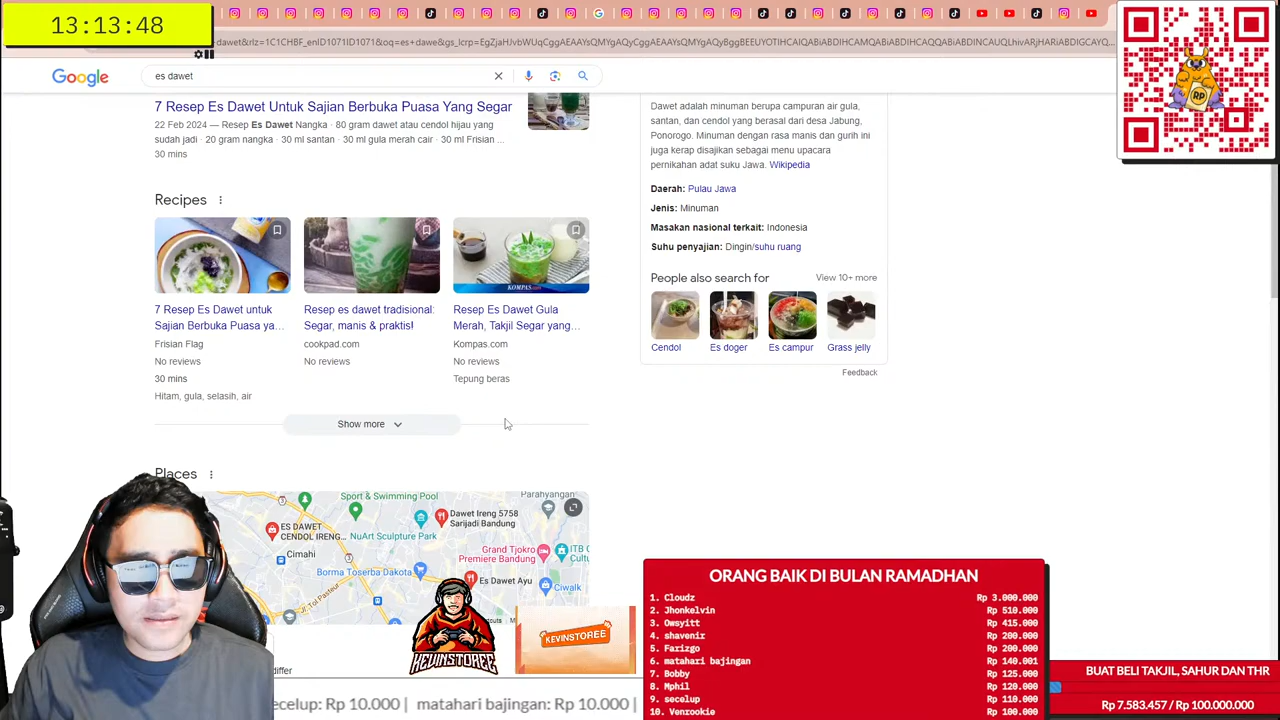 13:13:48
Google
es dawet
7 Resep Es Dawet Untuk Sajian Berbuka Puasa Yang Segar
22 Feb 2024 — Resep Es Dawet Nangka · 85 gram dawet atau cendol hijau yang
sudah jadi · 20 gram nangka · 30 ml santan · 30 ml gula merah cair · 30 ml Frisian
30 mins
Recipes
7 Resep Es Dawet untuk
Sajian Berbuka Puasa ya...
Frisian Flag
No reviews
30 mins
Hitam, gula, selasih, air
Resep es dawet tradisional:
Segar, manis & praktis!
cookpad.com
No reviews
KOMPAS.com
Resep Es Dawet Gula
Merah, Takjil Segar yang...
Kompas.com
No reviews
Tepung beras
Show more
Places
Sport & Swimming Pool
Parahyangan
ES DAWET
CENDOL IRENG...
NuArt Sculpture Park
Dawet Ireng 5758
Sarijadi Bandung
Cimahi
Grand Tjokro
Premiere Bandung
ITB C
Cultu
Borma Toserba Dakota
Es Dawet Ayu
Ciwalk
differ
Dawet adalah minuman berupa campuran air gula,
santan, dan cendol yang berasal dari desa Jabung,
Ponorogo. Minuman dengan rasa manis dan gurih ini
juga kerap disajikan sebagai menu upacara
pernikahan adat suku Jawa. Wikipedia
Daerah: Pulau Jawa
Jenis: Minuman
Masakan nasional terkait: Indonesia
Suhu penyajian: Dingin/suhu ruang
People also search for
View 10+ more
Cendol
Es doger
Es campur
Grass jelly
Feedback
RP
KEVINSTOREE
KEVINSTOREE
ORANG BAIK DI BULAN RAMADHAN
1. Cloudz Rp 3.000.000
2. Jhonkelvin Rp 510.000
3. Owsyitt Rp 415.000
4. shavenir Rp 200.000
5. Farizgo Rp 200.000
6. matahari bajingan Rp 140.001
7. Bobby Rp 125.000
8. Mphil Rp 120.000
9. secelup Rp 110.000
10. Venrookie Rp 100.000
BUAT BELI TAKJIL, SAHUR DAN THR
Rp 7.583.457 / Rp 100.000.000
secelup: Rp 10.000 | matahari bajingan: Rp 10.000 |